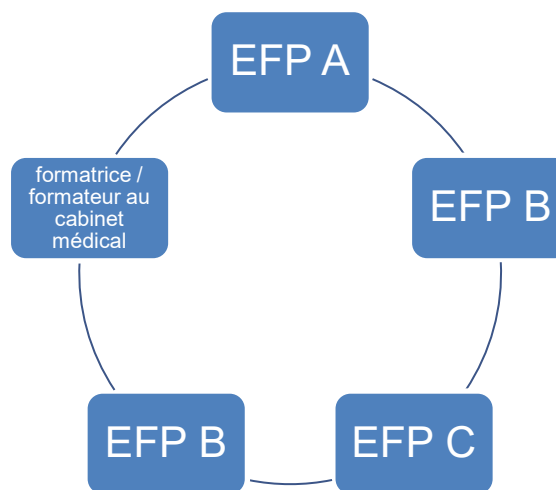 EFP A
formatrice /
formateur au
cabinet
médical
EFP B
EFP B
EFP C